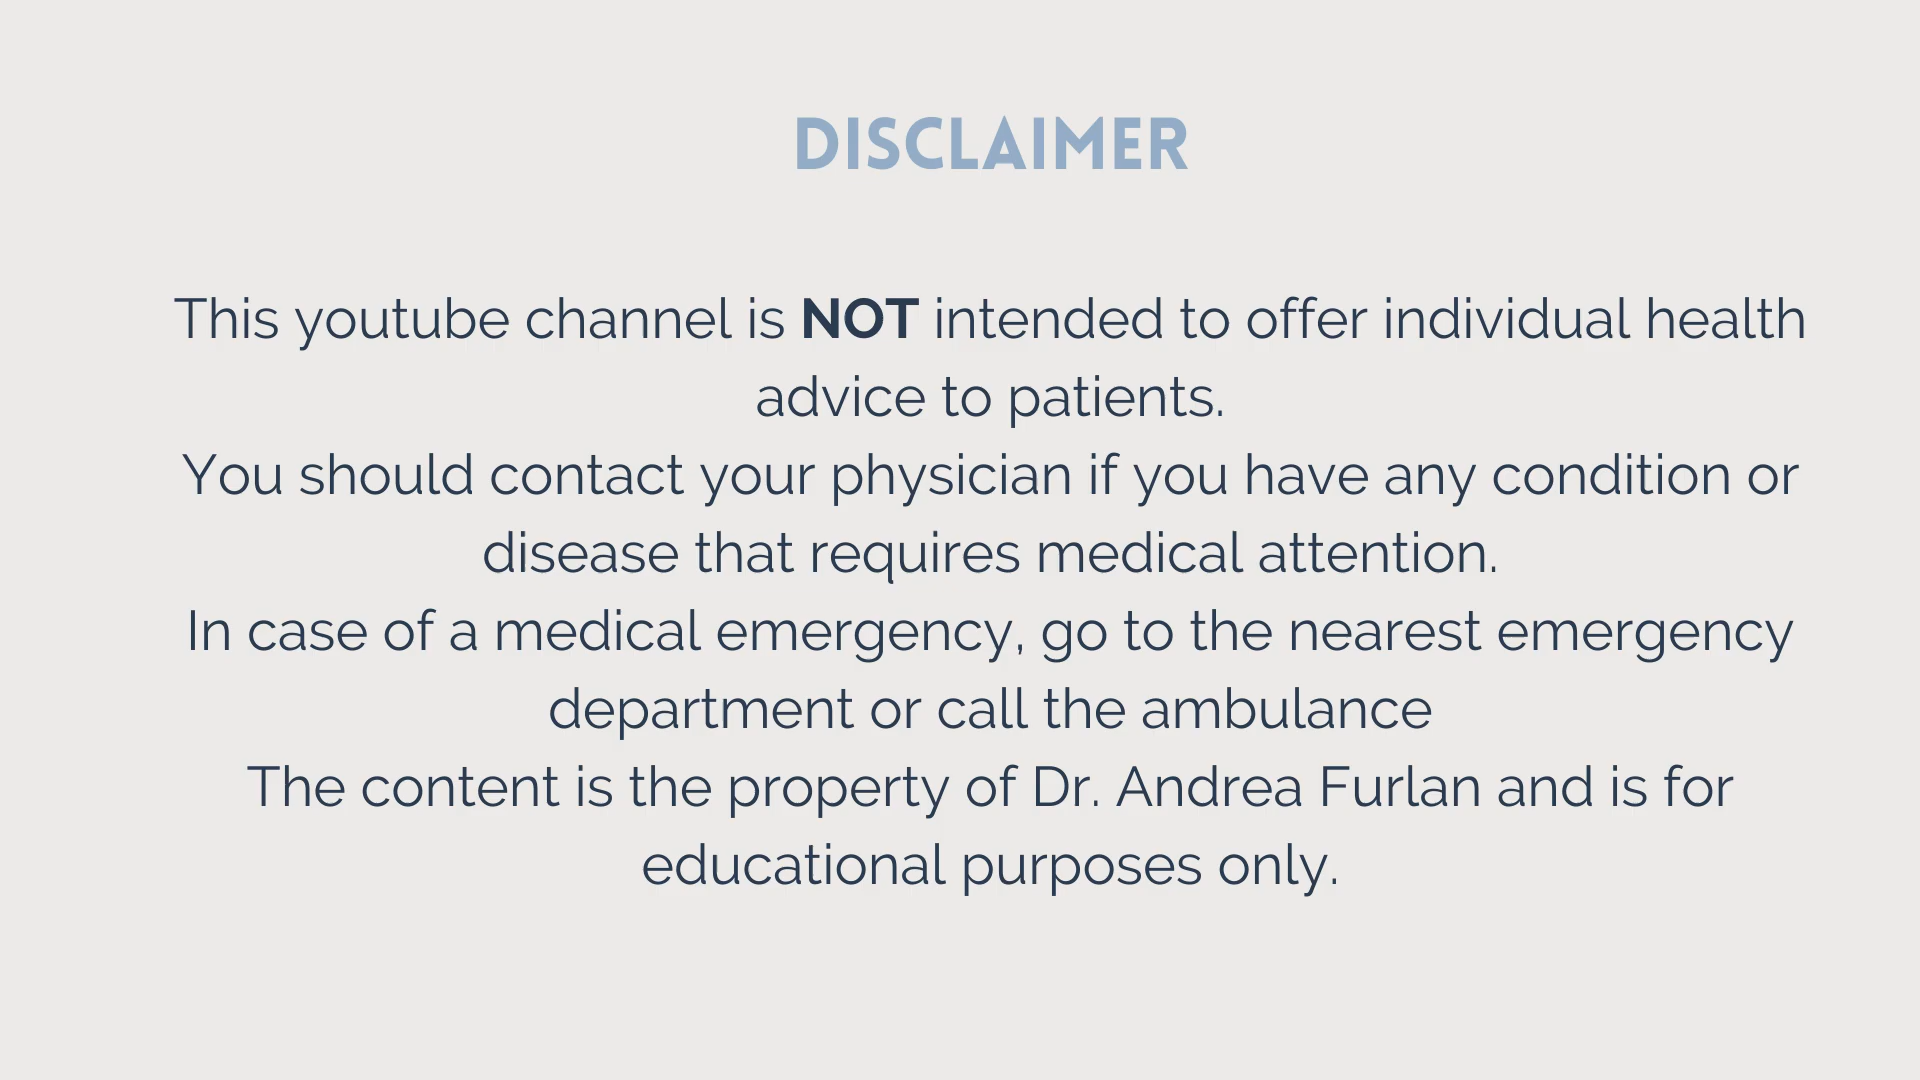 DISCLAIMER
This youtube channel is NOT intended to offer individual health
advice to patients.
You should contact your physician if you have any condition or
disease that requires medical attention.
In case of a medical emergency, go to the nearest emergency
department or call the ambulance
The content is the property of Dr. Andrea Furlan and is for
educational purposes only.